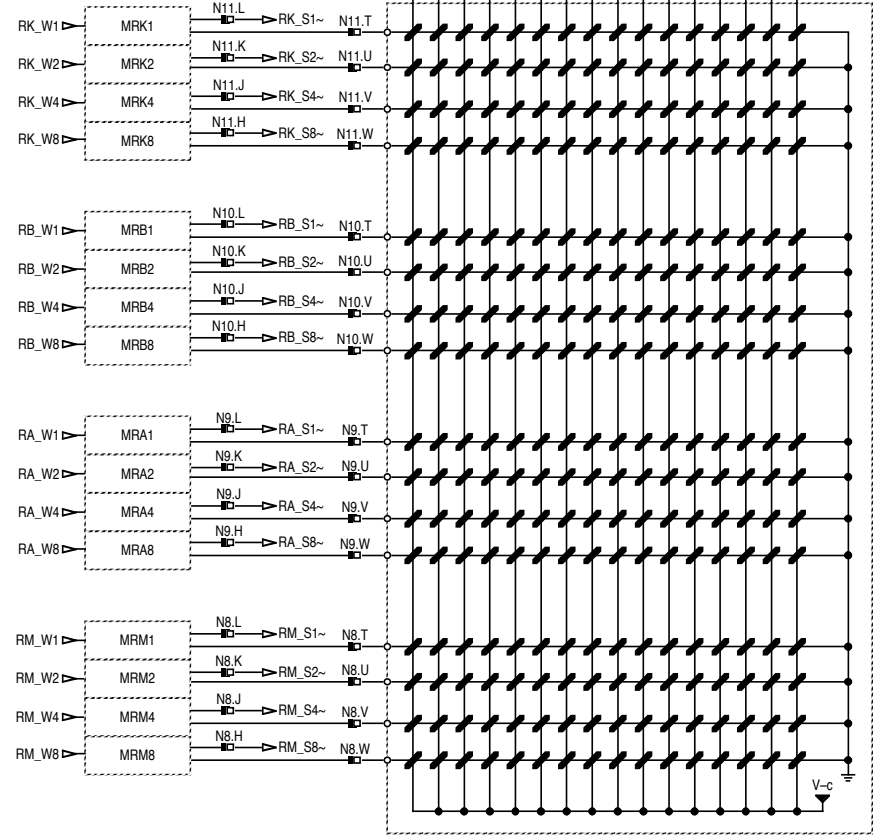 N11.L
RK_W1 MRK1 RK_S1~ N11.T
N11.K
RK_W2 MRK2 RK_S2~ N11.U
N11.J
RK_W4 MRK4 RK_S4~ N11.V
N11.H
RK_W8 MRK8 RK_S8~ N11.W
N10.L
RB_W1 MRB1 RB_S1~ N10.T
N10.K
RB_W2 MRB2 RB_S2~ N10.U
N10.J
RB_W4 MRB4 RB_S4~ N10.V
N10.H
RB_W8 MRB8 RB_S8~ N10.W
N9.L
RA_W1 MRA1 RA_S1~ N9.T
N9.K
RA_W2 MRA2 RA_S2~ N9.U
N9.J
RA_W4 MRA4 RA_S4~ N9.V
N9.H
RA_W8 MRA8 RA_S8~ N9.W
N8.L
RM_W1 MRM1 RM_S1~ N8.T
N8.K
RM_W2 MRM2 RM_S2~ N8.U
N8.J
RM_W4 MRM4 RM_S4~ N8.V
N8.H
RM_W8 MRM8 RM_S8~ N8.W
V–c